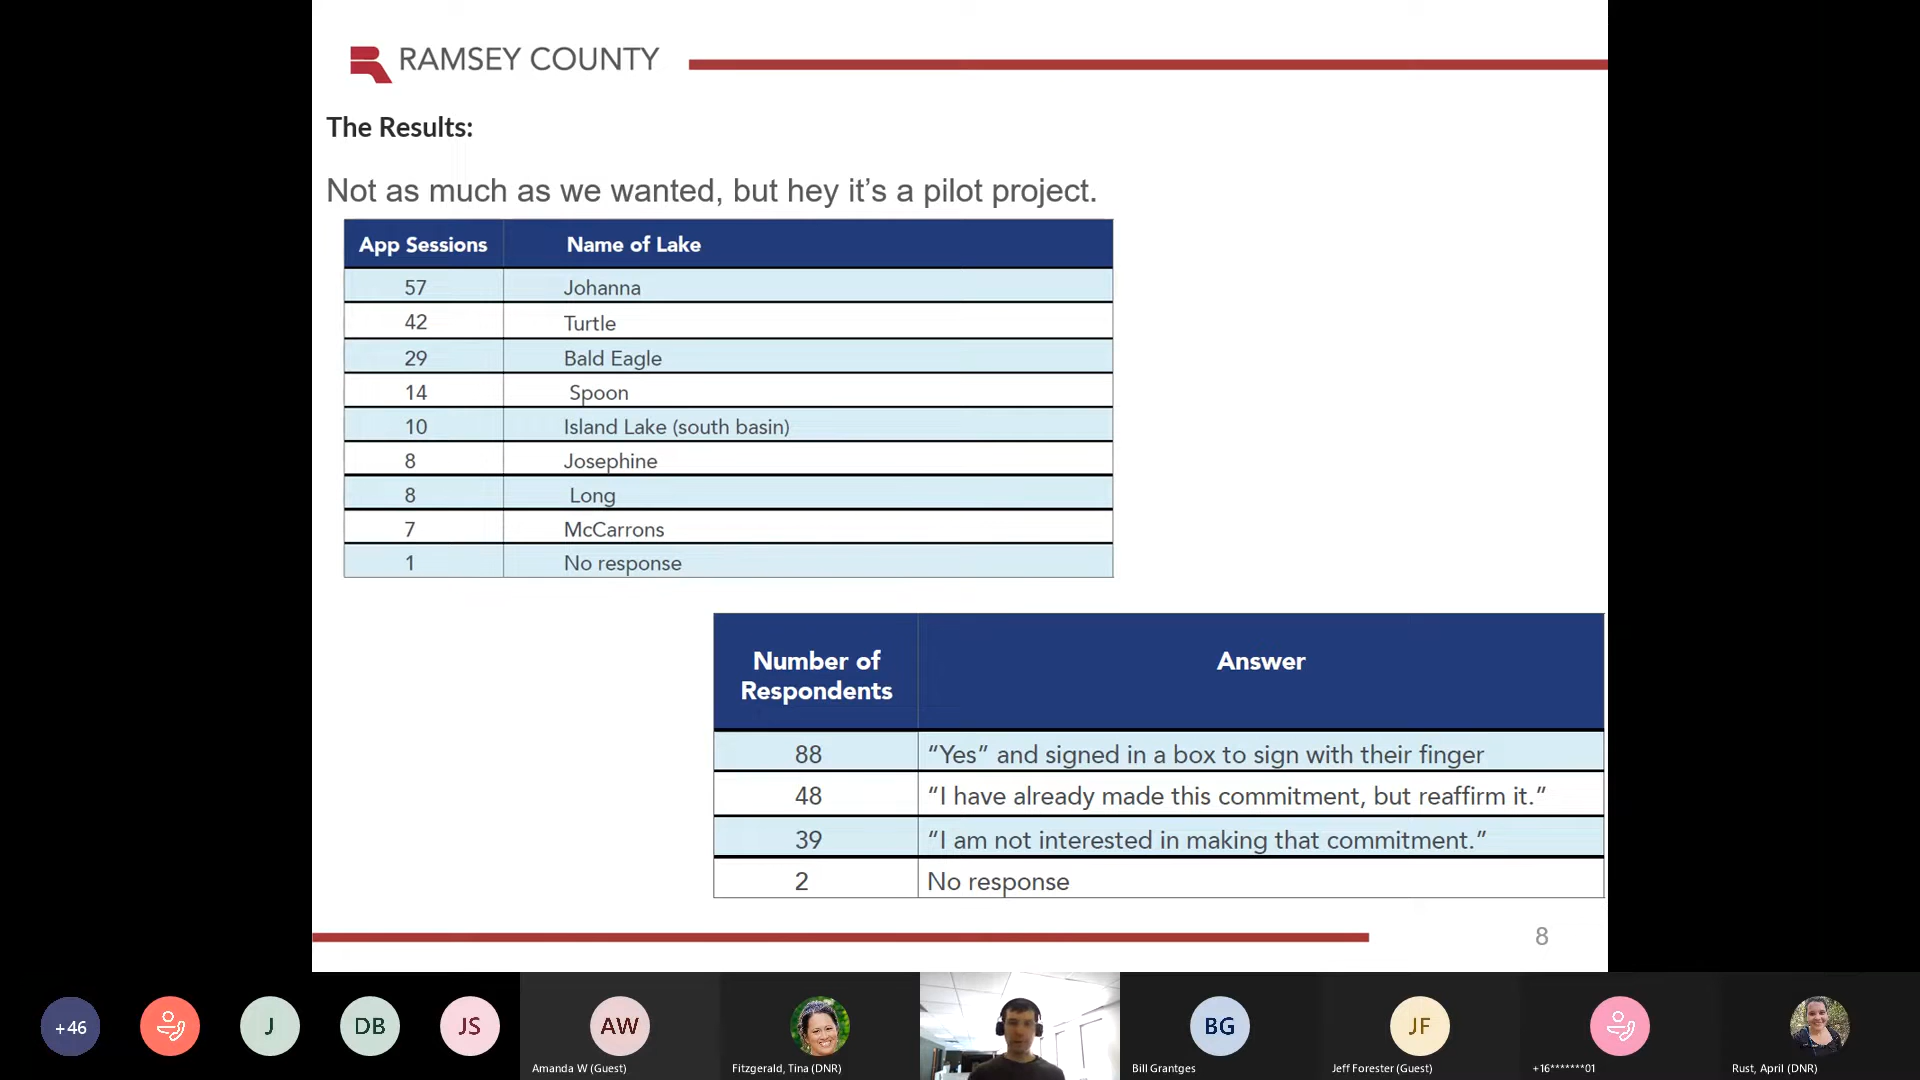 RAMSEY COUNTY
The Results:
Not as much as we wanted, but hey it’s a pilot project.
App Sessions Name of Lake
57 Johanna
42 Turtle
29 Bald Eagle
14 Spoon
10 Island Lake (south basin)
8 Josephine
8 Long
7 McCarrons
1 No response
Number of
Respondents
Answer
88 “Yes” and signed in a box to sign with their finger
48 “I have already made this commitment, but reaffirm it.”
39 “I am not interested in making that commitment.”
2 No response
8
+46
J
DB
JS
AW
Amanda W (Guest)
Fitzgerald, Tina (DNR)
BG
Bill Grantges
JF
Jeff Forester (Guest)
+16*******01
Rust, April (DNR)